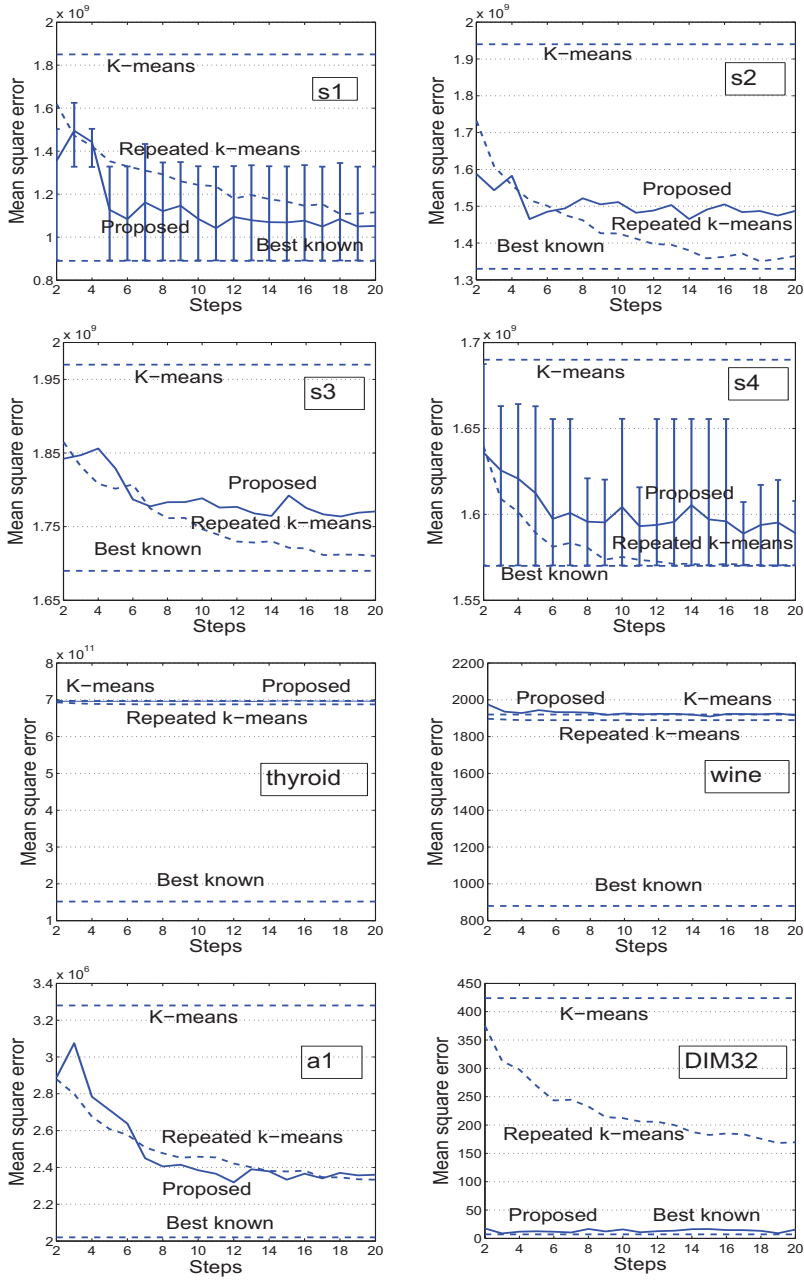 x 10^9
2
1.9
1.8
1.7
1.6
1.5
1.4
1.3
1.2
1.1
1
0.9
0.8
2 4 6 8 10 12 14 16 18 20
Steps
Mean square error
K−means
s1
Repeated k−means
Proposed
Best known
x 10^9
2
1.9
1.8
1.7
1.6
1.5
1.4
1.3
2 4 6 8 10 12 14 16 18 20
Steps
Mean square error
K−means
s2
Proposed
Repeated k−means
Best known
x 10^9
2
1.95
1.85
1.75
1.65
2 4 6 8 10 12 14 16 18 20
Steps
Mean square error
K−means
s3
Proposed
Repeated k−means
Best known
x 10^9
1.7
1.65
1.6
1.55
2 4 6 8 10 12 14 16 18 20
Steps
Mean square error
K−means
s4
Proposed
Repeated k−means
Best known
x 10^11
8
7
6
5
4
3
2
1
2 4 6 8 10 12 14 16 18 20
Steps
Mean square error
K−means
Proposed
Repeated k−means
thyroid
Best known
2200
2000
1800
1600
1400
1200
1000
900
800
2 4 6 8 10 12 14 16 18 20
Steps
Mean square error
Proposed
K−means
Repeated k−means
wine
Best known
x 10^6
3.4
3.2
3
2.8
2.6
2.4
2.2
2
2 4 6 8 10 12 14 16 18 20
Steps
Mean square error
K−means
a1
Repeated k−means
Proposed
Best known
450
400
350
300
250
200
150
100
50
0
2 4 6 8 10 12 14 16 18 20
Steps
Mean square error
K−means
DIM32
Repeated k−means
Proposed
Best known